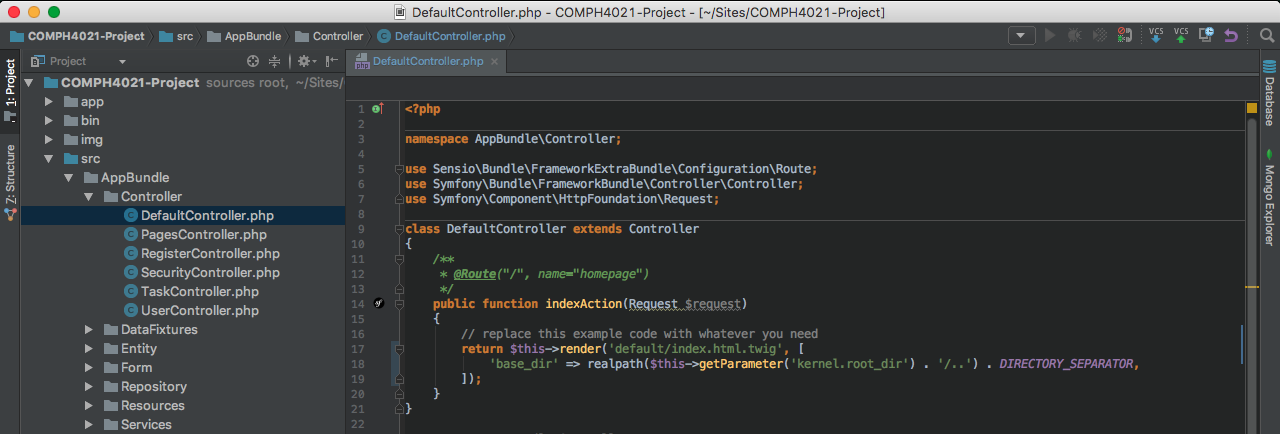 DefaultController.php - COMPH4021-Project - [~/Sites/COMPH4021-Project]
COMPH4021-Project src AppBundle Controller DefaultController.php
VCS VCS
1: Project
Z: Structure
Project
COMPH4021-Project sources root, ~/Sites/
app
bin
img
src
AppBundle
Controller
DefaultController.php
PagesController.php
RegisterController.php
SecurityController.php
TaskController.php
UserController.php
DataFixtures
Entity
Form
Repository
Resources
Services
php DefaultController.php
1 <?php
2
3 namespace AppBundle\Controller;
4
5 use Sensio\Bundle\FrameworkExtraBundle\Configuration\Route;
6 use Symfony\Bundle\FrameworkBundle\Controller\Controller;
7 use Symfony\Component\HttpFoundation\Request;
8
9 class DefaultController extends Controller
10 {
11 /**
12 * @Route("/", name="homepage")
13 */
14 public function indexAction(Request $request)
15 {
16 // replace this example code with whatever you need
17 return $this->render('default/index.html.twig', [
18 'base_dir' => realpath($this->getParameter('kernel.root_dir') . '/..') . DIRECTORY_SEPARATOR,
19 ]);
20 }
21 }
22
Database
Mongo Explorer